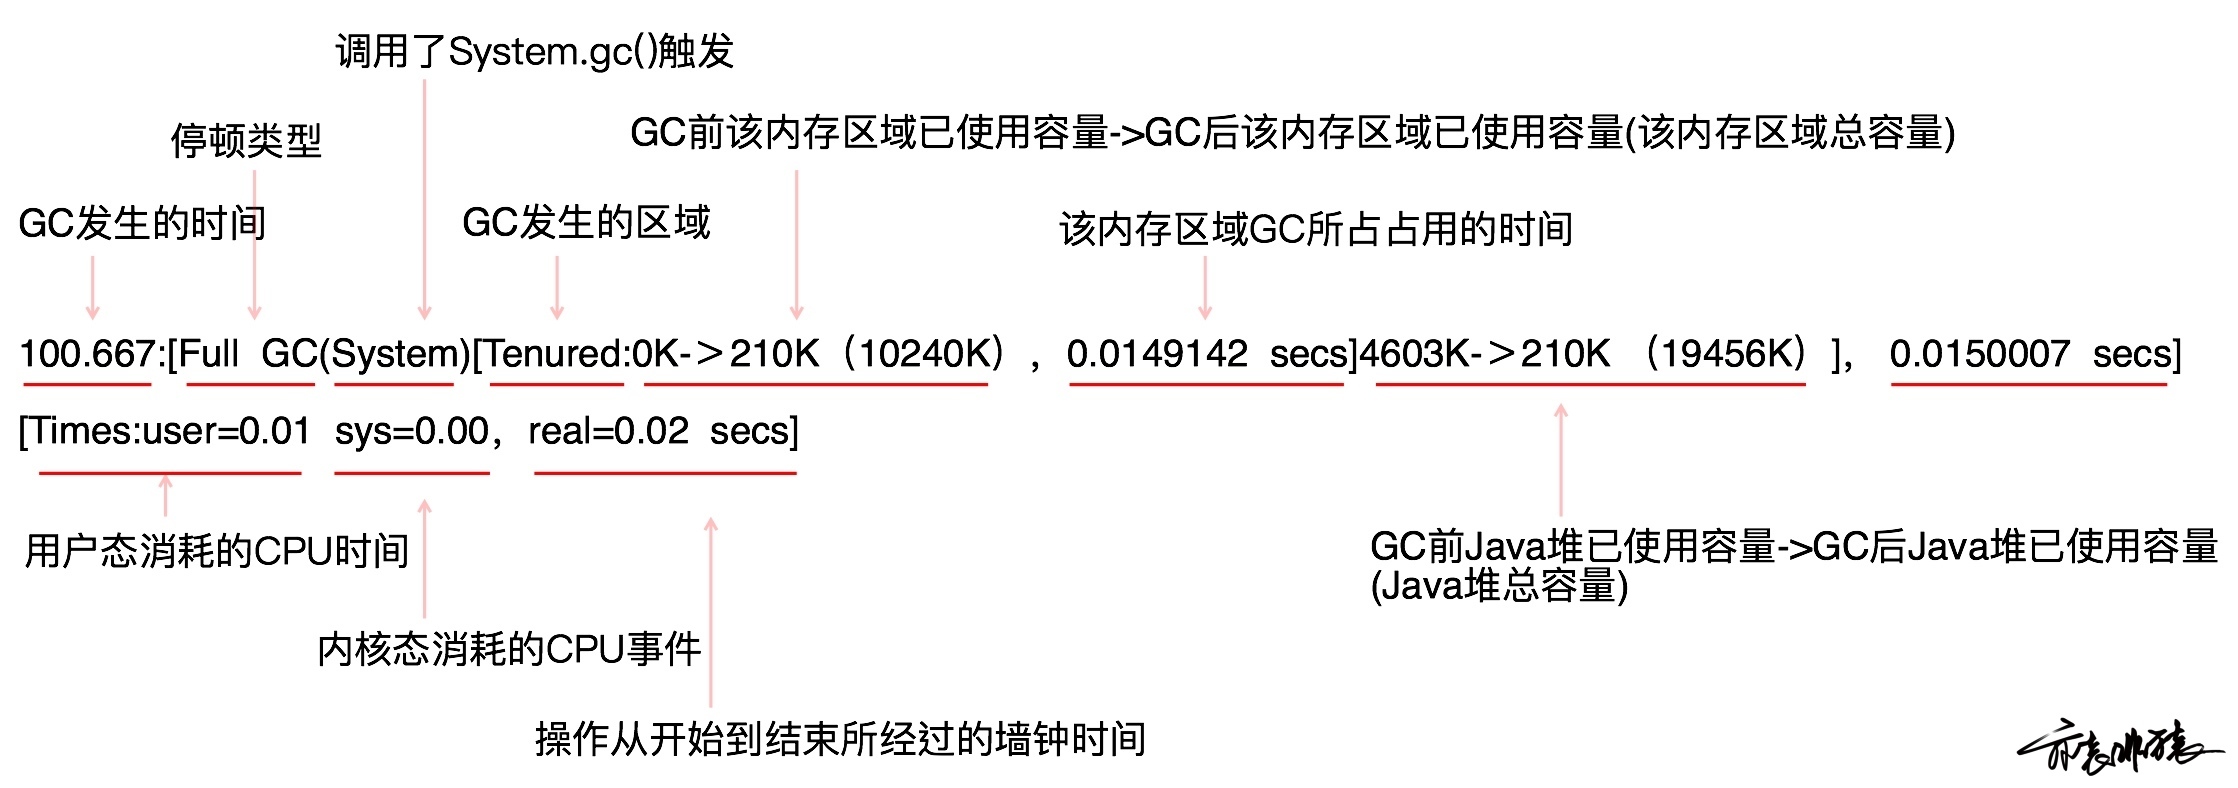 调用了System.gc()触发
停顿类型
GC前该内存区域已使用容量->GC后该内存区域已使用容量(该内存区域总容量)
GC发生的时间
GC发生的区域
该内存区域GC所占占用的时间
100.667:[Full GC(System)[Tenured:0K->210K（10240K）, 0.0149142 secs]4603K->210K （19456K）], 0.0150007 secs]
[Times:user=0.01 sys=0.00, real=0.02 secs]
用户态消耗的CPU时间
GC前Java堆已使用容量->GC后Java堆已使用容量
(Java堆总容量)
内核态消耗的CPU事件
操作从开始到结束所经过的墙钟时间